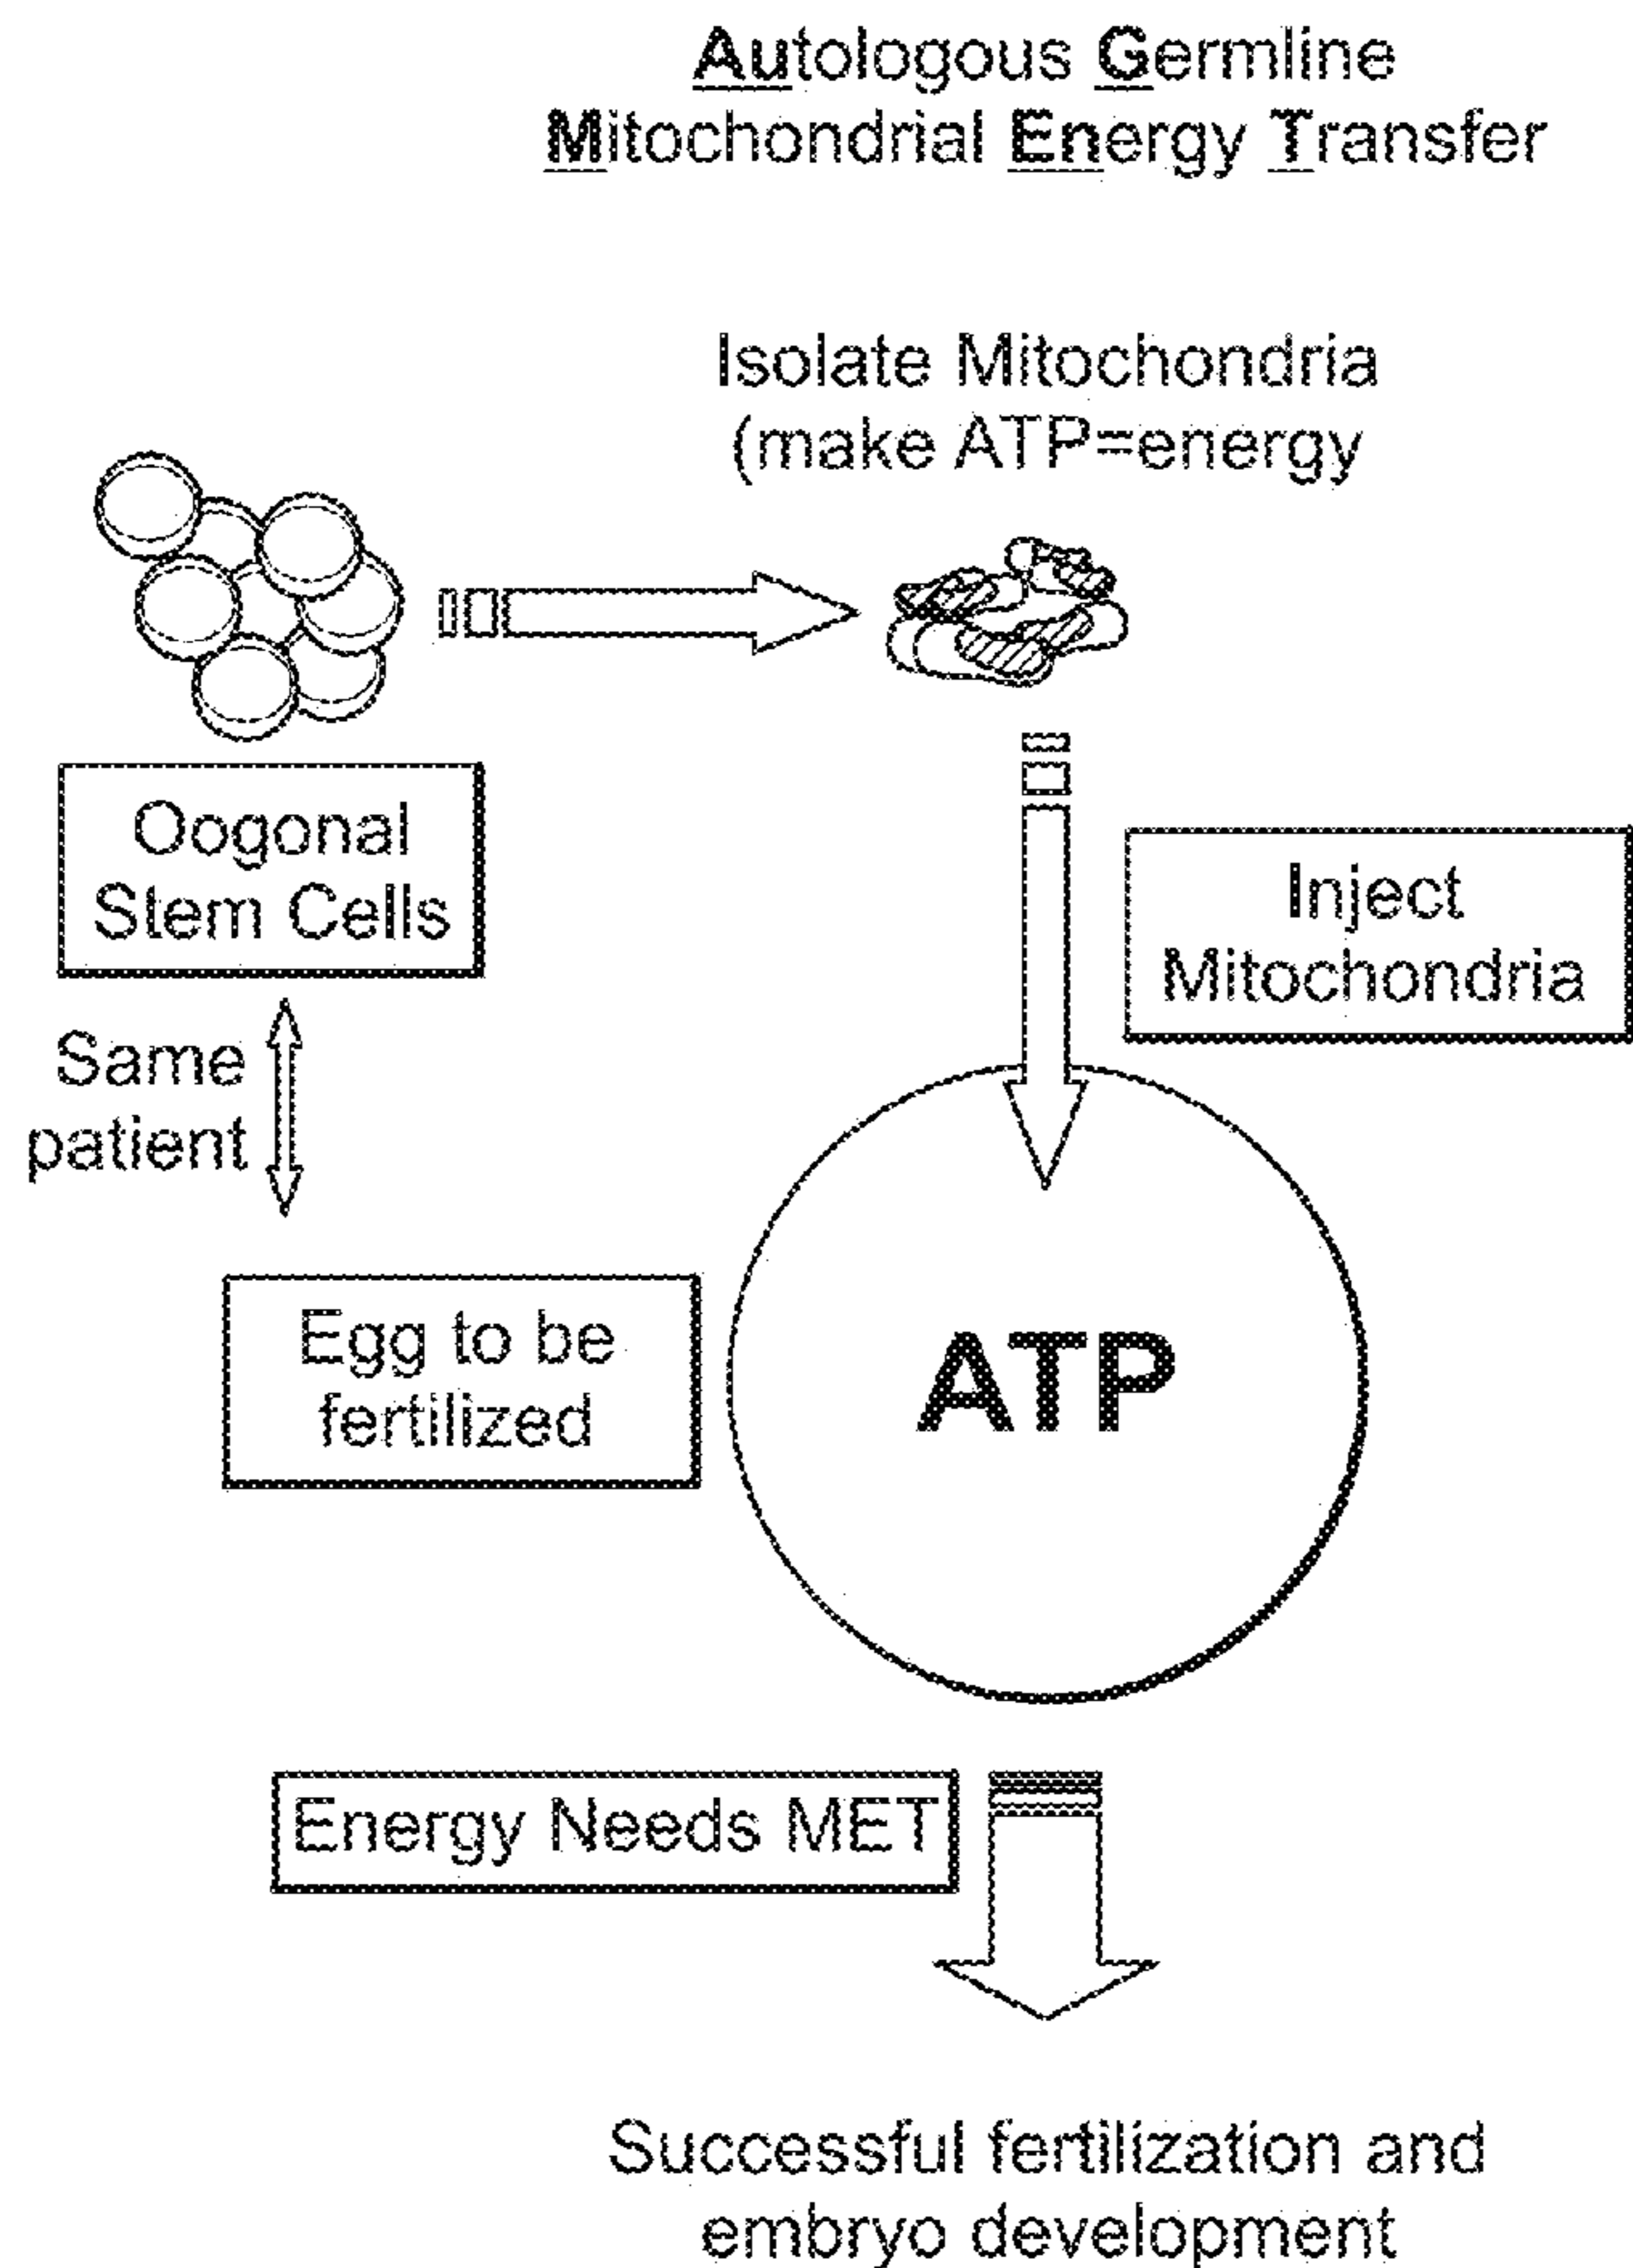 Autologous Germline
Mitochondrial Energy Transfer
Isolate Mitochondria
(make ATP=energy
Oogonal
Stem Cells
Inject
Mitochondria
Same
patient
Egg to be
fertilized
ATP
Energy Needs MET
Successful fertilization and
embryo development